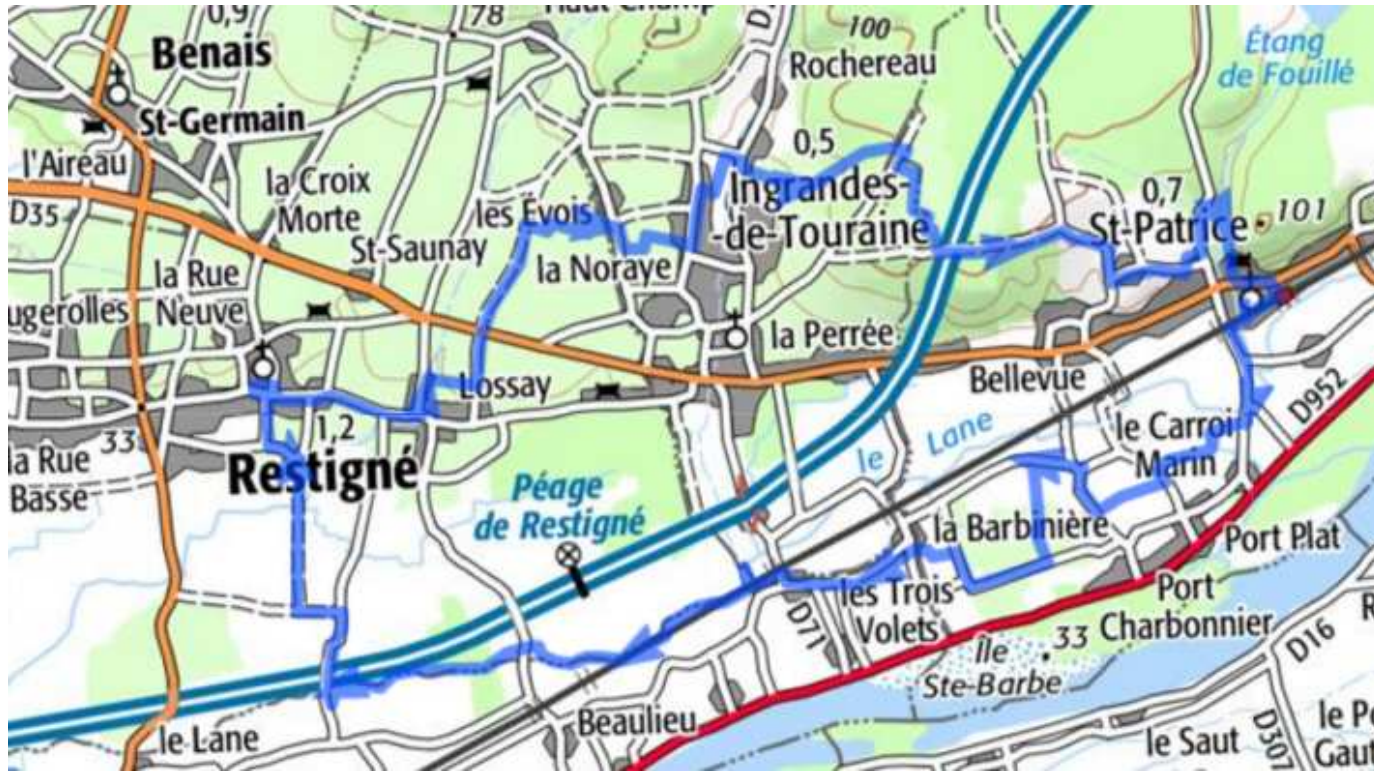 0,9
78
D
100
Rochereau
Étang
de Fouillé
Benais
St-Germain
l'Aireau
la Croix
Morte
0,5
Ingrandes-
-de-Touraine
0,7
St-Patrice
101
D35
les Évois
St-Saunay
la Noraye
la Rue
Neuve
ugerolles
la Perrée
Lossay
Bellevue
D952
33
1,2
la Rue
Basse
Restigné
le Lane
le Carroi
Marin
Péage
de Restigné
la Barbinière
Port Plat
les Trois
Volets
D71
Port
Charbonnier
33
Île
Ste-Barbe
D16
R
Beaulieu
le Lane
le Saut
D307
le P
Gaut